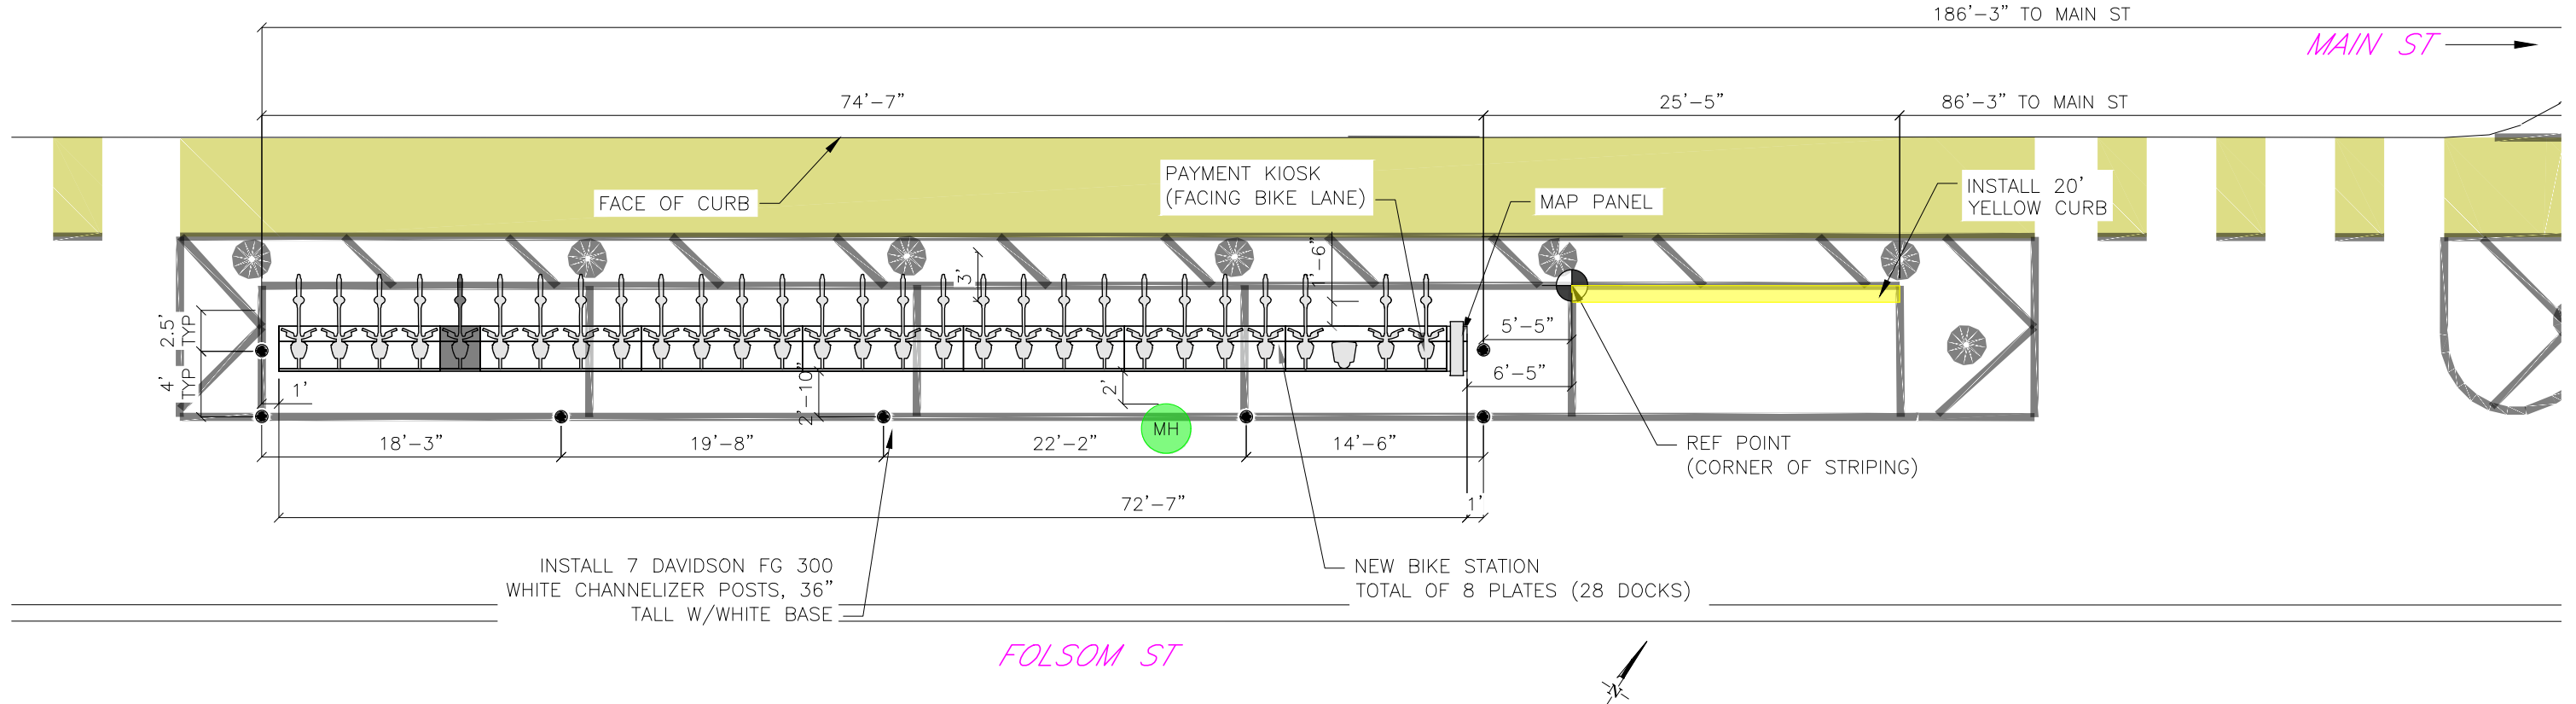 186'-3" TO MAIN ST
MAIN ST
74'-7"
25'-5"
86'-3" TO MAIN ST
FACE OF CURB
PAYMENT KIOSK
(FACING BIKE LANE)
MAP PANEL
INSTALL 20'
YELLOW CURB
3'
1'-6"
2.5'
TYP
4'
TYP
1'
2'-10"
2'
MH
5'-5"
6'-5"
18'-3"
19'-8"
22'-2"
14'-6"
REF POINT
(CORNER OF STRIPING)
72'-7"
1'
INSTALL 7 DAVIDSON FG 300
WHITE CHANNELIZER POSTS, 36"
TALL W/WHITE BASE
NEW BIKE STATION
TOTAL OF 8 PLATES (28 DOCKS)
FOLSOM ST
N